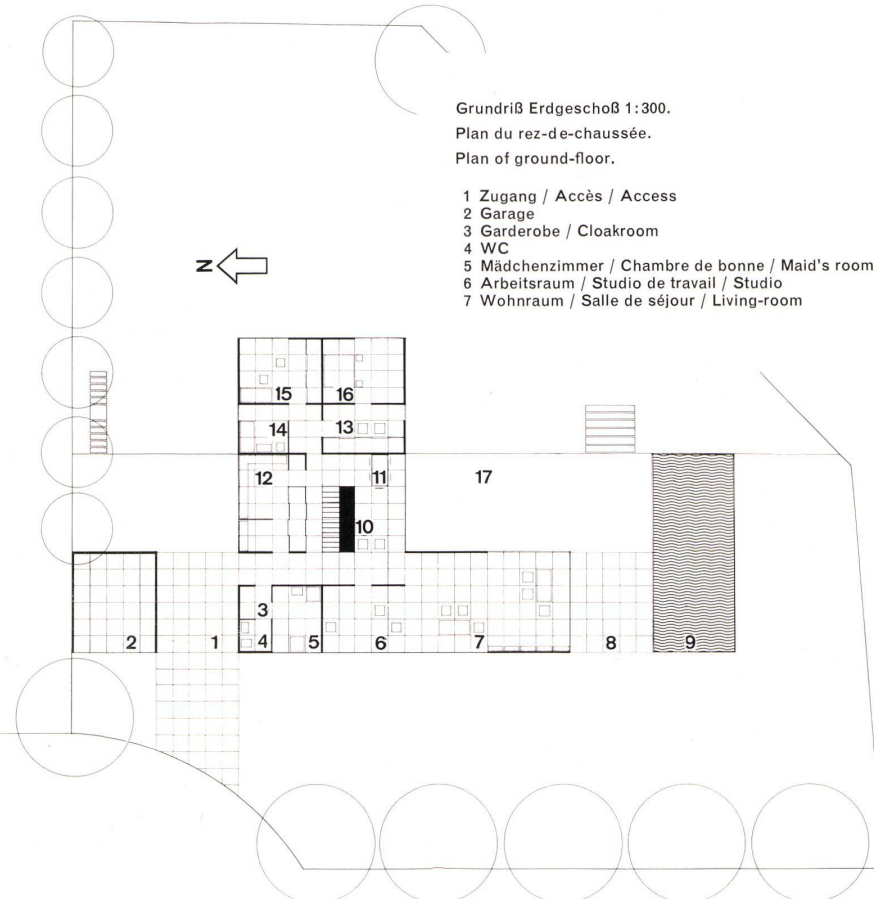 Grundriß Erdgeschoß 1:300.
Plan du rez-de-chaussée.
Plan of ground-floor.
1 Zugang / Accès / Access
2 Garage
3 Garderobe / Cloakroom
4 WC
5 Mädchenzimmer / Chambre de bonne / Maid's room
6 Arbeitsraum / Studio de travail / Studio
7 Wohnraum / Salle de séjour / Living-room
N
15 16
14 13
12 11 17
10
3
2 1 4 5 6 7 8 9